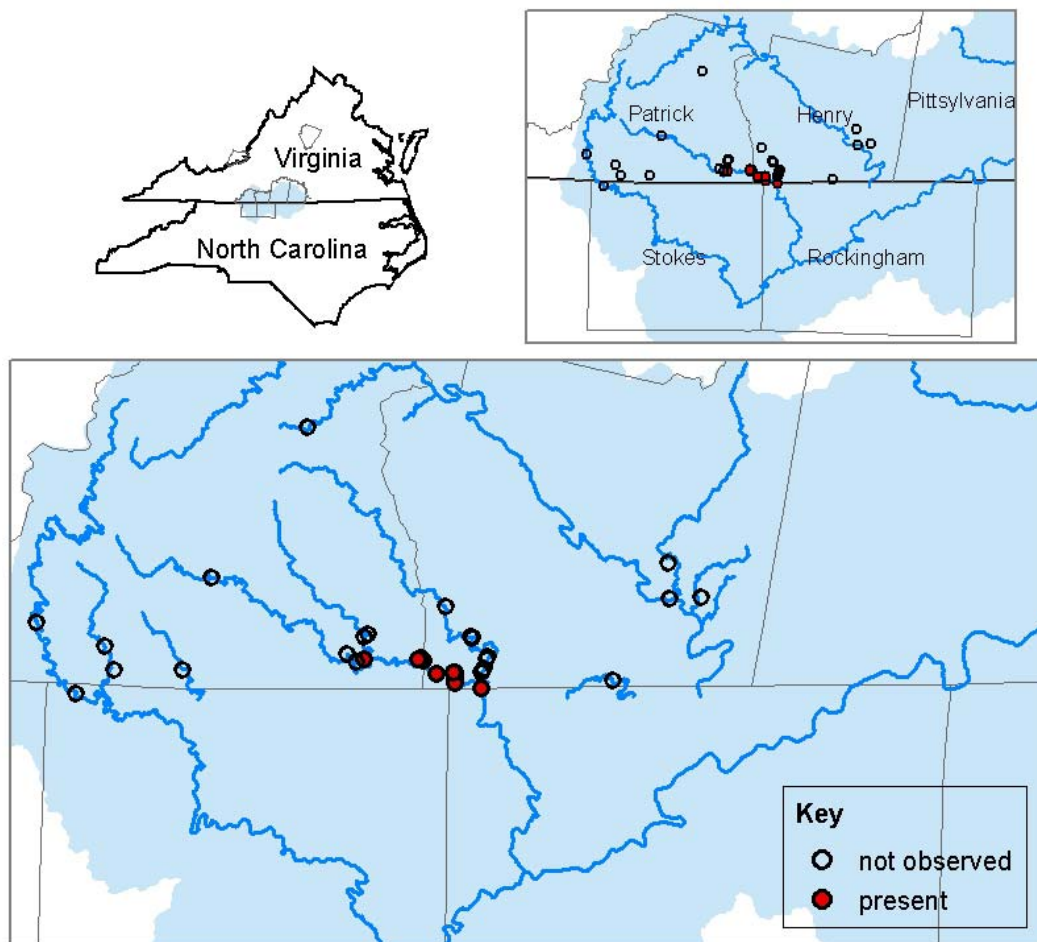 Virginia
North Carolina
Patrick
Henry
Pittsylvania
Stokes
Rockingham
Key
not observed
present